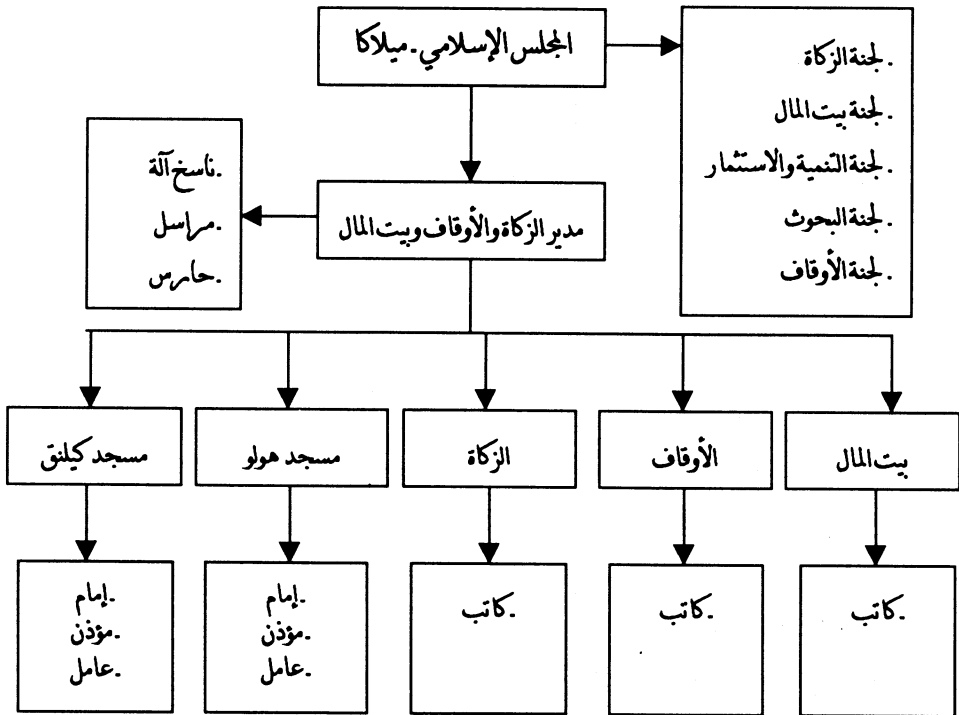 المجلس الإسلامي - ميلاكا
. لجنة الزكاة
. لجنة بيت المال
. لجنة التنمية والاستثمار
. لجنة البحوث
. لجنة الأوقاف
مدير الزكاة والأوقاف وبيت المال
. ناسخ آلة
. مراسل
. حارس
بيت المال
الأوقاف
الزكاة
مسجد هولو
مسجد كيلنق
. كاتب
. كاتب
. كاتب
. إمام
. مؤذن
. عامل
. إمام
. مؤذن
. عامل